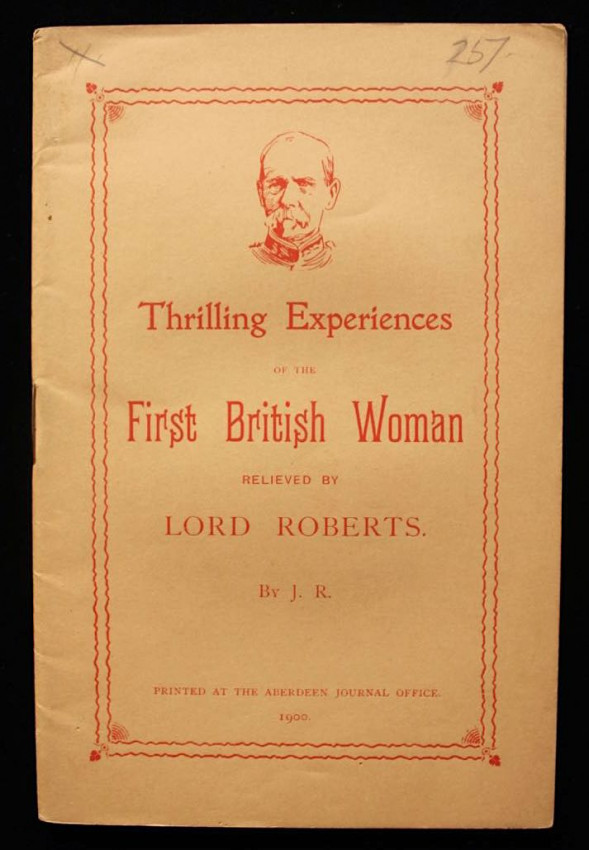 257.
Thrilling Experiences
OF THE
First British Woman
RELIEVED BY
LORD ROBERTS.
By J. R.
PRINTED AT THE ABERDEEN JOURNAL OFFICE.
1900.